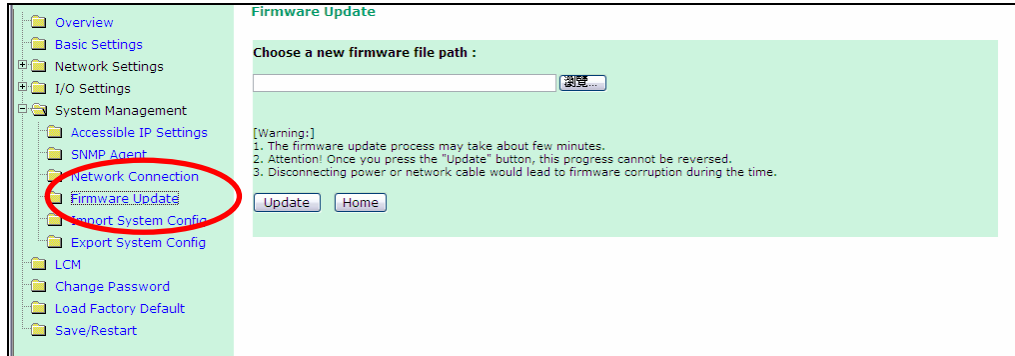 Overview
Basic Settings
Network Settings
I/O Settings
System Management
Accessible IP Settings
SNMP Agent
Network Connection
Firmware Update
Import System Config
Export System Config
LCM
Change Password
Load Factory Default
Save/Restart
Firmware Update
Choose a new firmware file path :
瀏覽...
[Warning:]
1. The firmware update process may take about few minutes.
2. Attention! Once you press the "Update" button, this progress cannot be reversed.
3. Disconnecting power or network cable would lead to firmware corruption during the time.
Update Home